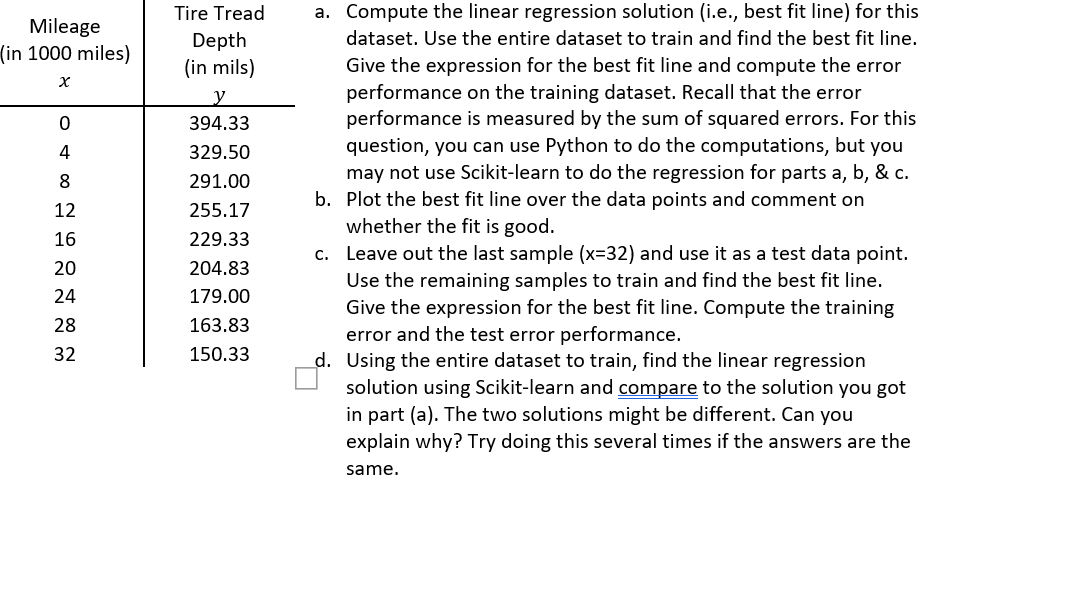 Mileage
(in 1000 miles)
x
Tire Tread
Depth
(in mils)
y
0 394.33
4 329.50
8 291.00
12 255.17
16 229.33
20 204.83
24 179.00
28 163.83
32 150.33
a. Compute the linear regression solution (i.e., best fit line) for this
dataset. Use the entire dataset to train and find the best fit line.
Give the expression for the best fit line and compute the error
performance on the training dataset. Recall that the error
performance is measured by the sum of squared errors. For this
question, you can use Python to do the computations, but you
may not use Scikit-learn to do the regression for parts a, b, & c.
b. Plot the best fit line over the data points and comment on
whether the fit is good.
c. Leave out the last sample (x=32) and use it as a test data point.
Use the remaining samples to train and find the best fit line.
Give the expression for the best fit line. Compute the training
error and the test error performance.
d. Using the entire dataset to train, find the linear regression
solution using Scikit-learn and compare to the solution you got
in part (a). The two solutions might be different. Can you
explain why? Try doing this several times if the answers are the
same.